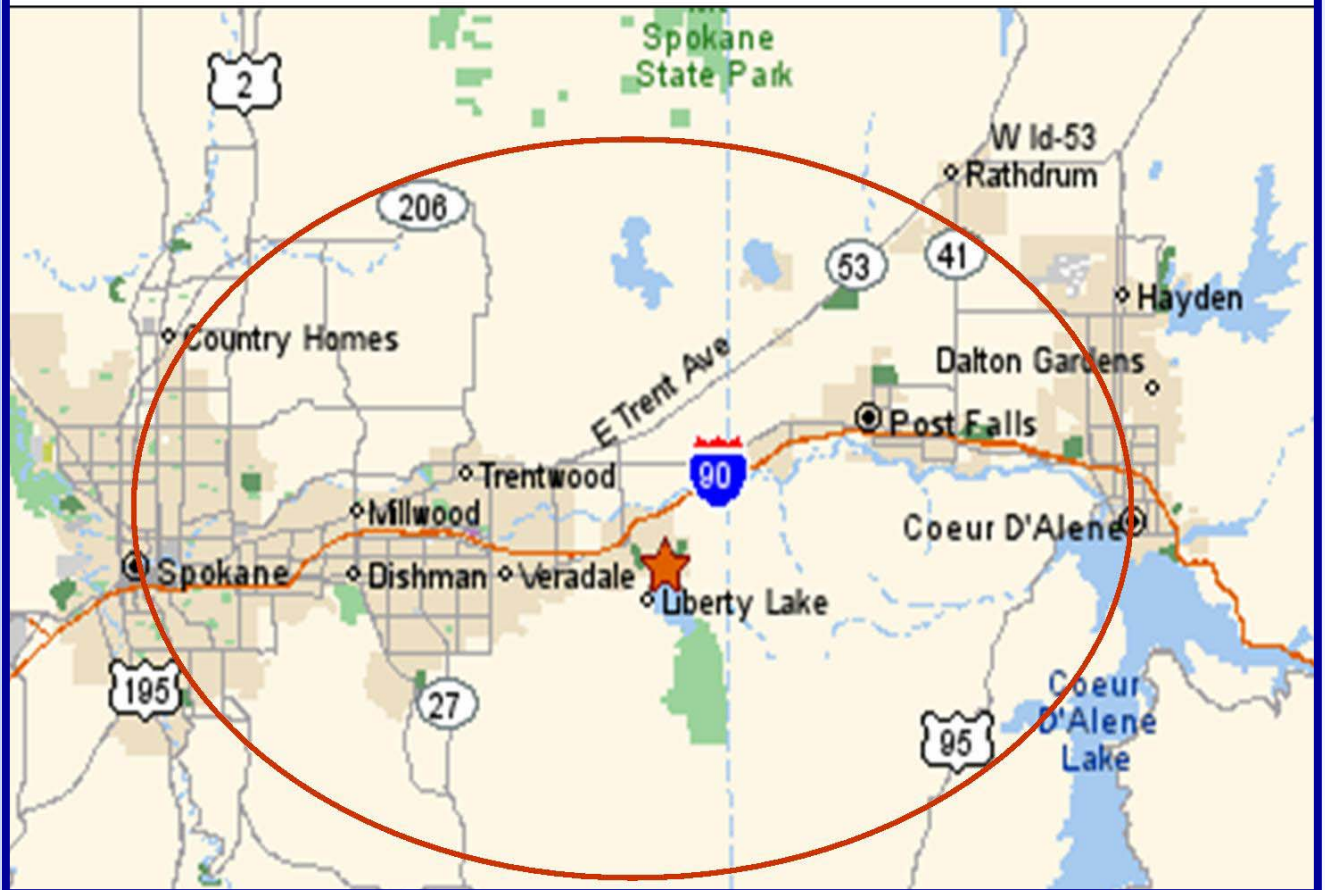 Mt
Spokane
State Park
2
W Id-53
Rathdrum
206
53
41
Hayden
Country Homes
Dalton Gardens
E Trent Ave
Post Falls
90
Trentwood
Millwood
Coeur D'Alene
Spokane
Dishman
Veradale
Liberty Lake
195
27
Coeur
D'Alene
Lake
95